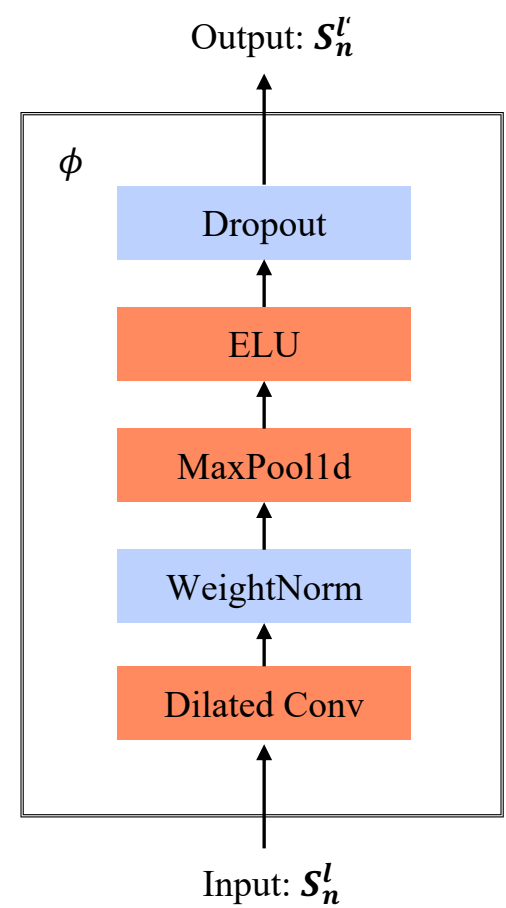 Output: S_n^{l‘}
ϕ
Dropout
ELU
MaxPool1d
WeightNorm
Dilated Conv
Input: S_n^l